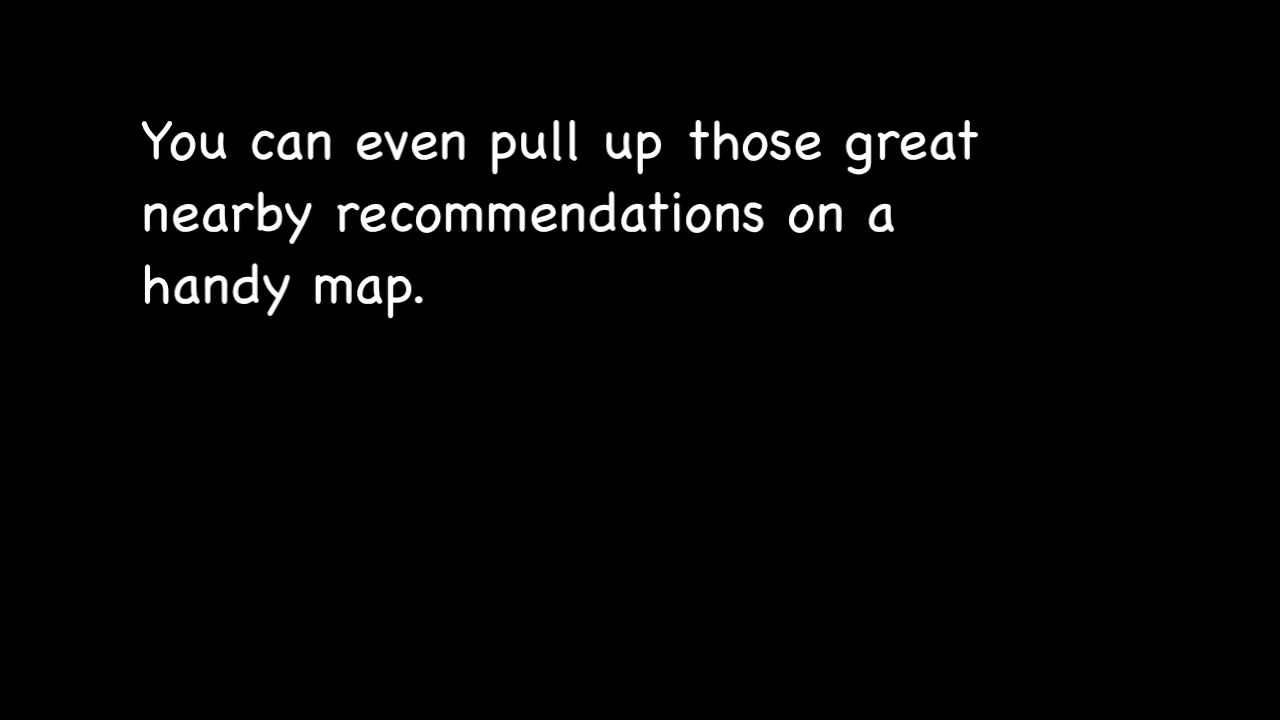 You can even pull up those great
nearby recommendations on a
handy map.